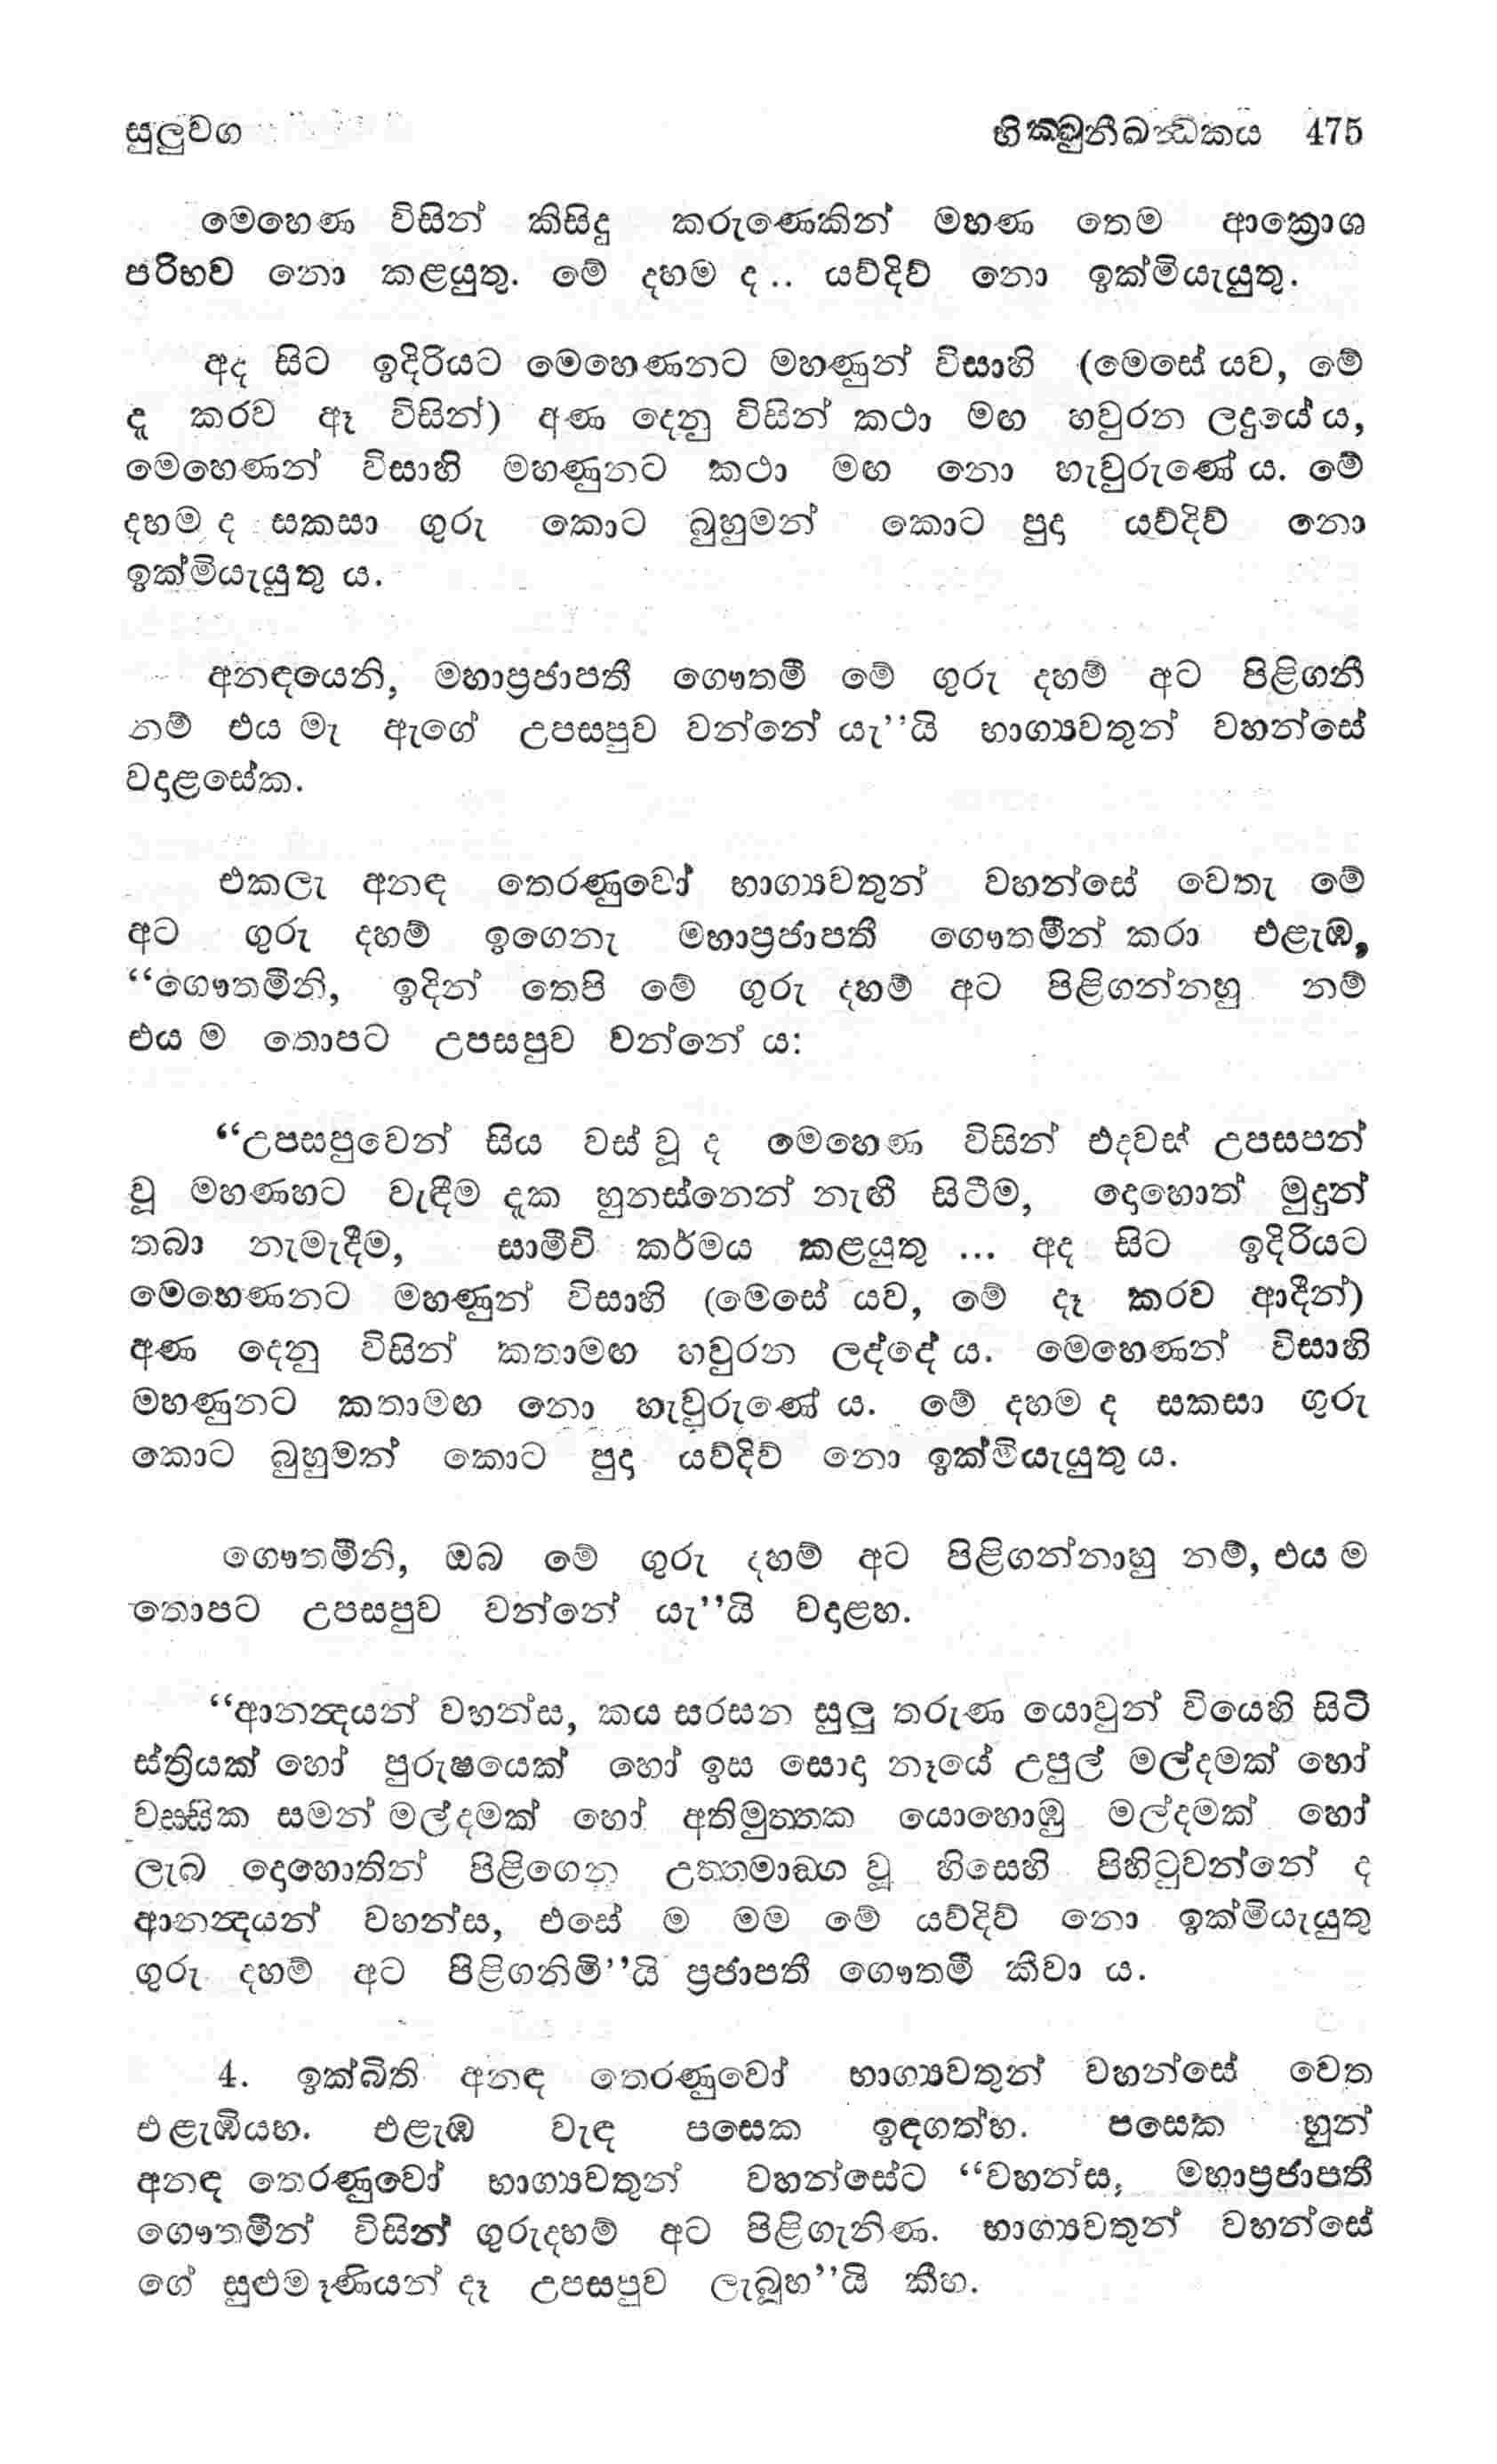 සුලුවග
භික්‍ඛුනීඛන්‍ධකය 475
මෙහෙණ විසින් කිසිදු කරුණෙකින් මහණ තෙම ආක්‍රොශ
පරිභව නො කළයුතු. මේ දහම ද.. යව්දිව් නො ඉක්මියැයුතු.
අද සිට ඉදිරියට මෙහෙණනට මහණුන් විසාහි (මෙසේ යව, මේ
දෑ කරව ඈ විසින්) අණ දෙනු විසින් කථා මඟ හවුරන ලදුයේ ය,
මෙහෙණන් විසාහි මහණුනට කථා මඟ නො හැවුරුණේ ය. මේ
දහම ද සකසා ගුරු කොට බුහුමන් කොට පුදා යව්දිව් නො
ඉක්මියැයුතු ය.
අනඳයෙනි, මහාප්‍රජාපතී ගෞතමී මේ ගුරු දහම් අට පිළිගනී
නම් එය මැ ඇගේ උපසපුව වන්නේ යැ’’යි භාග්‍යවතුන් වහන්සේ
වදාළසේක.
එකලැ අනඳ තෙරණුවෝ භාග්‍යවතුන් වහන්සේ වෙතැ මේ
අට ගුරු දහම් ඉගෙනැ මහාප්‍රජාපතී ගෞතමීන් කරා එළැඹ,
‘‘ගෞතමීනි, ඉදින් තෙපි මේ ගුරු දහම් අට පිළිගන්නහු නම්
එය ම තොපට උපසපුව වන්නේ ය:
‘‘උපසපුවෙන් සිය වස් වූ ද මෙහෙණ විසින් එදවස් උපසපන්
වූ මහණහට වැඳීම දැක හුනස්නෙන් නැඟී සිටීම, දොහොත් මුදුන්
තබා නැමැදීම, සාමීචි කර්මය කළයුතු ... අද සිට ඉදිරියට
මෙහෙණනට මහණුන් විසාහි (මෙසේ යව, මේ දෑ කරව ආදීන්)
අණ දෙනු විසින් කතාමඟ හවුරන ලද්දේ ය. මෙහෙණන් විසාහි
මහණුනට කතාමඟ නො හැවුරුණේ ය. මේ දහම ද සකසා ගුරු
කොට බුහුමන් කොට පුදා යව්දිව් නො ඉක්මියැයුතු ය.
ගෞතමීනි, ඔබ මේ ගුරු දහම් අට පිළිගන්නාහු නම්, එය ම
තොපට උපසපුව වන්නේ යැ’’යි වදාළහ.
‘‘ආනන්‍දයන් වහන්ස, කය සරසන සුලු තරුණ යොවුන් වියෙහි සිටි
ස්ත්‍රියක් හෝ පුරුෂයෙක් හෝ ඉස සොදා නෑයේ උපුල් මල්දමක් හෝ
වස්‍සික සමන් මල්දමක් හෝ අතිමුත්‍තක යොහොඹු මල්දමක් හෝ
ලැබ දොහොතින් පිළිගෙන උත්‍තමාඞ්‍ග වූ හිසෙහි පිහිටුවන්නේ ද
ආනන්‍දයන් වහන්ස, එසේ ම මම මේ යව්දිව් නො ඉක්මියැයුතු
ගුරු දහම් අට පිළිගනිමි’’යි ප්‍රජාපතී ගෞතමී කීවා ය.
4. ඉක්බිති අනඳ තෙරණුවෝ භාග්‍යවතුන් වහන්සේ වෙත
එළැඹියහ. එළැඹ වැඳ පසෙක ඉඳගත්හ. පසෙක හුන්
අනඳ තෙරණුවෝ භාග්‍යවතුන් වහන්සේට ‘‘වහන්ස, මහාප්‍රජාපතී
ගෞතමීන් විසින් ගුරුදහම් අට පිළිගැනිණ. භාග්‍යවතුන් වහන්සේ
ගේ සුළුමෑණියන් දෑ උපසපුව ලැබූහ’’යි කීහ.